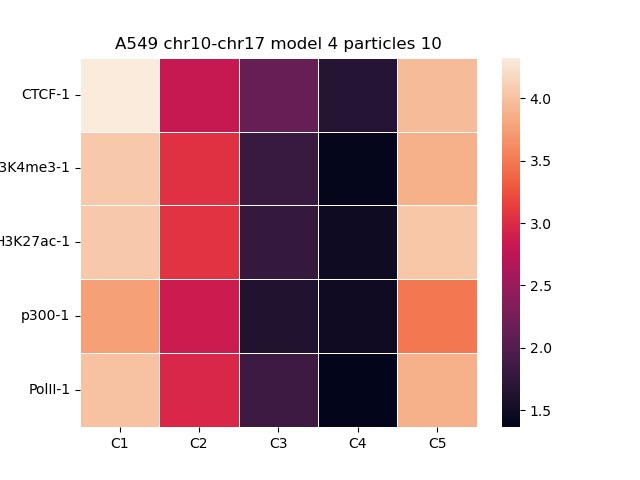 A549 chr10-chr17 model 4 particles 10
CTCF-1
3K4me3-1
H3K27ac-1
p300-1
PolII-1
C1 C2 C3 C4 C5
4.0
3.5
3.0
2.5
2.0
1.5